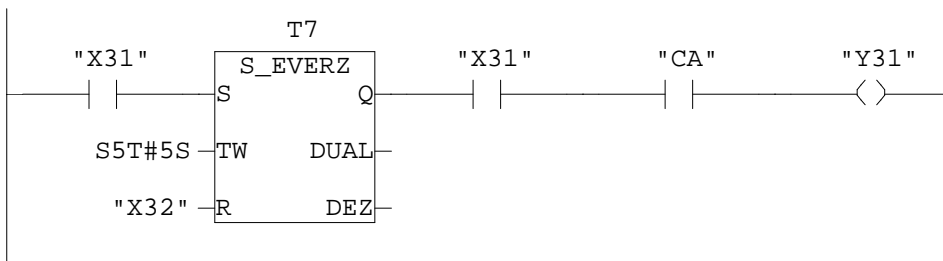 T7
"X31" S_EVERZ "X31" "CA" "Y31"
S Q
S5T#5S TW DUAL
"X32" R DEZ